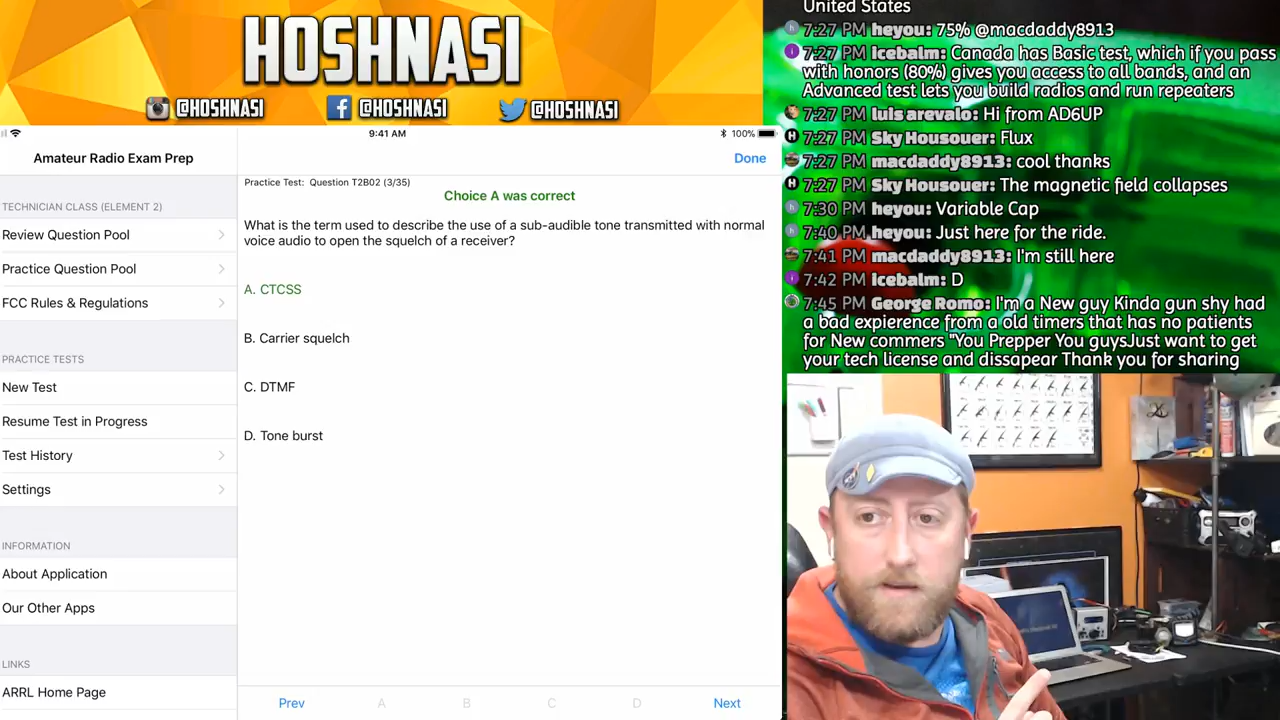 HOSHNASI
@HOSHNASI @HOSHNASI @HOSHNASI
9:41 AM
100%
Amateur Radio Exam Prep
Done
TECHNICIAN CLASS (ELEMENT 2)
Review Question Pool
Practice Question Pool
FCC Rules & Regulations
PRACTICE TESTS
New Test
Resume Test in Progress
Test History
Settings
INFORMATION
About Application
Our Other Apps
LINKS
ARRL Home Page
Practice Test: Question T2B02 (3/35)
Choice A was correct
What is the term used to describe the use of a sub-audible tone transmitted with normal
voice audio to open the squelch of a receiver?
A. CTCSS
B. Carrier squelch
C. DTMF
D. Tone burst
Prev A B C D Next
United States
7:27 PM heyou: 75% @macdaddy8913
7:27 PM icebalm: Canada has Basic test, which if you pass
with honors (80%) gives you access to all bands, and an
Advanced test lets you build radios and run repeaters
7:27 PM luis arevalo: Hi from AD6UP
7:27 PM Sky Housouer: Flux
7:27 PM macdaddy8913: cool thanks
7:27 PM Sky Housouer: The magnetic field collapses
7:30 PM heyou: Variable Cap
7:40 PM heyou: Just here for the ride.
7:41 PM macdaddy8913: I'm still here
7:42 PM icebalm: D
7:45 PM George Romo: I'm a New guy Kinda gun shy had
a bad expierence from a old timers that has no patients
for New commers "You Prepper You guysJust want to get
your tech license and dissapear Thank you for sharing